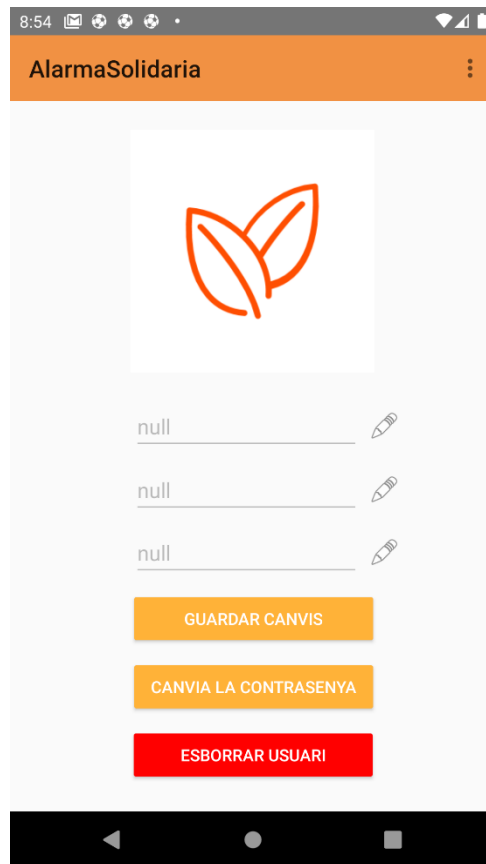 8:54
AlarmaSolidaria
null
null
null
GUARDAR CANVIS
CANVIA LA CONTRASENYA
ESBORRAR USUARI